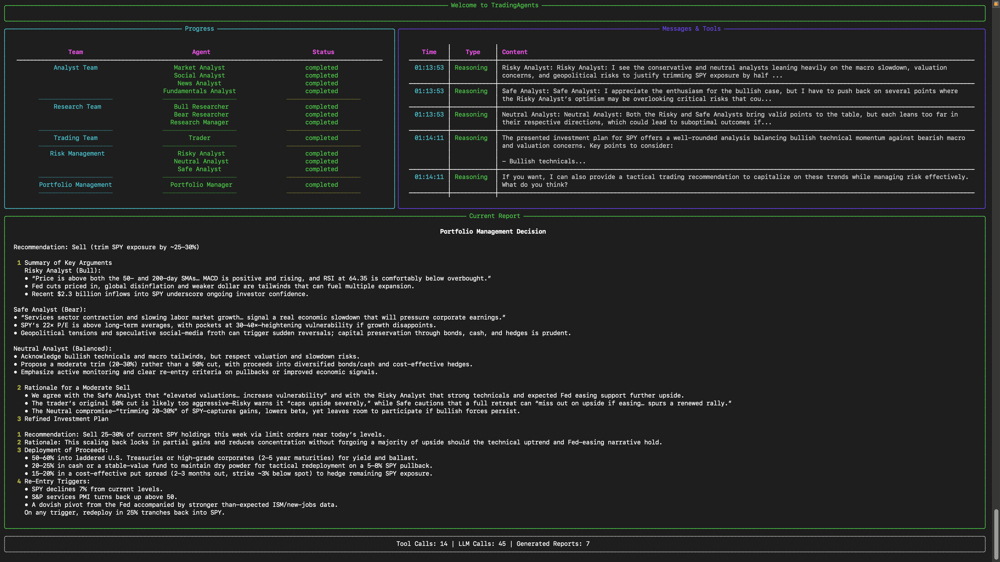 Welcome to TradingAgents
Progress
Team Agent Status
Analyst Team Market Analyst completed
Social Analyst completed
News Analyst completed
Fundamentals Analyst completed
Research Team Bull Researcher completed
Bear Researcher completed
Research Manager completed
Trading Team Trader completed
Risk Management Risky Analyst completed
Neutral Analyst completed
Safe Analyst completed
Portfolio Management Portfolio Manager completed
Messages & Tools
Time Type Content
01:13:53 Reasoning Risky Analyst: Risky Analyst: I see the conservative and neutral analysts leaning heavily on the macro slowdown, valuation
concerns, and geopolitical risks to justify trimming SPY exposure by half ...
01:13:53 Reasoning Safe Analyst: Safe Analyst: I appreciate the enthusiasm for the bullish case, but I have to push back on several points where
the Risky Analyst’s optimism may be overlooking critical risks that cou...
01:13:53 Reasoning Neutral Analyst: Neutral Analyst: Both the Risky and Safe Analysts bring valid points to the table, but each leans too far in
their respective directions, which could lead to suboptimal outcomes if...
01:14:11 Reasoning The presented investment plan for SPY offers a well-rounded analysis balancing bullish technical momentum against bearish macro
and valuation concerns. Key points to consider:
- Bullish technicals...
01:14:11 Reasoning If you want, I can also provide a tactical trading recommendation to capitalize on these trends while managing risk effectively.
What do you think?
Current Report
Portfolio Management Decision
Recommendation: Sell (trim SPY exposure by ~25–30%)
1 Summary of Key Arguments
Risky Analyst (Bull):
• “Price is above both the 50- and 200-day SMAs… MACD is positive and rising, and RSI at 64.35 is comfortably below overbought.”
• Fed cuts priced in, global disinflation and weaker dollar are tailwinds that can fuel multiple expansion.
• Recent $2.3 billion inflows into SPY underscore ongoing investor confidence.
Safe Analyst (Bear):
• “Services sector contraction and slowing labor market growth… signal a real economic slowdown that will pressure corporate earnings.”
• SPY’s 22× P/E is above long-term averages, with pockets at 30–40×—heightening vulnerability if growth disappoints.
• Geopolitical tensions and speculative social-media froth can trigger sudden reversals; capital preservation through bonds, cash, and hedges is prudent.
Neutral Analyst (Balanced):
• Acknowledge bullish technicals and macro tailwinds, but respect valuation and slowdown risks.
• Propose a moderate trim (20–30%) rather than a 50% cut, with proceeds into diversified bonds/cash and cost-effective hedges.
• Emphasize active monitoring and clear re-entry criteria on pullbacks or improved economic signals.
2 Rationale for a Moderate Sell
• We agree with the Safe Analyst that “elevated valuations… increase vulnerability” and with the Risky Analyst that strong technicals and expected Fed easing support further upside.
• The trader’s original 50% cut is likely too aggressive—Risky warns it “caps upside severely,” while Safe cautions that a full retreat can “miss out on upside if easing… spurs a renewed rally.”
• The Neutral compromise—“trimming 20–30%” of SPY—captures gains, lowers beta, yet leaves room to participate if bullish forces persist.
3 Refined Investment Plan
1 Recommendation: Sell 25–30% of current SPY holdings this week via limit orders near today’s levels.
2 Rationale: This scaling back locks in partial gains and reduces concentration without forgoing a majority of upside should the technical uptrend and Fed-easing narrative hold.
3 Deployment of Proceeds:
• 50–60% into laddered U.S. Treasuries or high-grade corporates (2–5 year maturities) for yield and ballast.
• 20–25% in cash or a stable-value fund to maintain dry powder for tactical redeployment on a 5–8% SPY pullback.
• 15–20% in a cost-effective put spread (2–3 months out, strike ~3% below spot) to hedge remaining SPY exposure.
4 Re-Entry Triggers:
• SPY declines 7% from current levels.
• S&P services PMI turns back up above 50.
• A dovish pivot from the Fed accompanied by stronger than-expected ISM/new-jobs data.
On any trigger, redeploy in 25% tranches back into SPY.
Tool Calls: 14 | LLM Calls: 45 | Generated Reports: 7